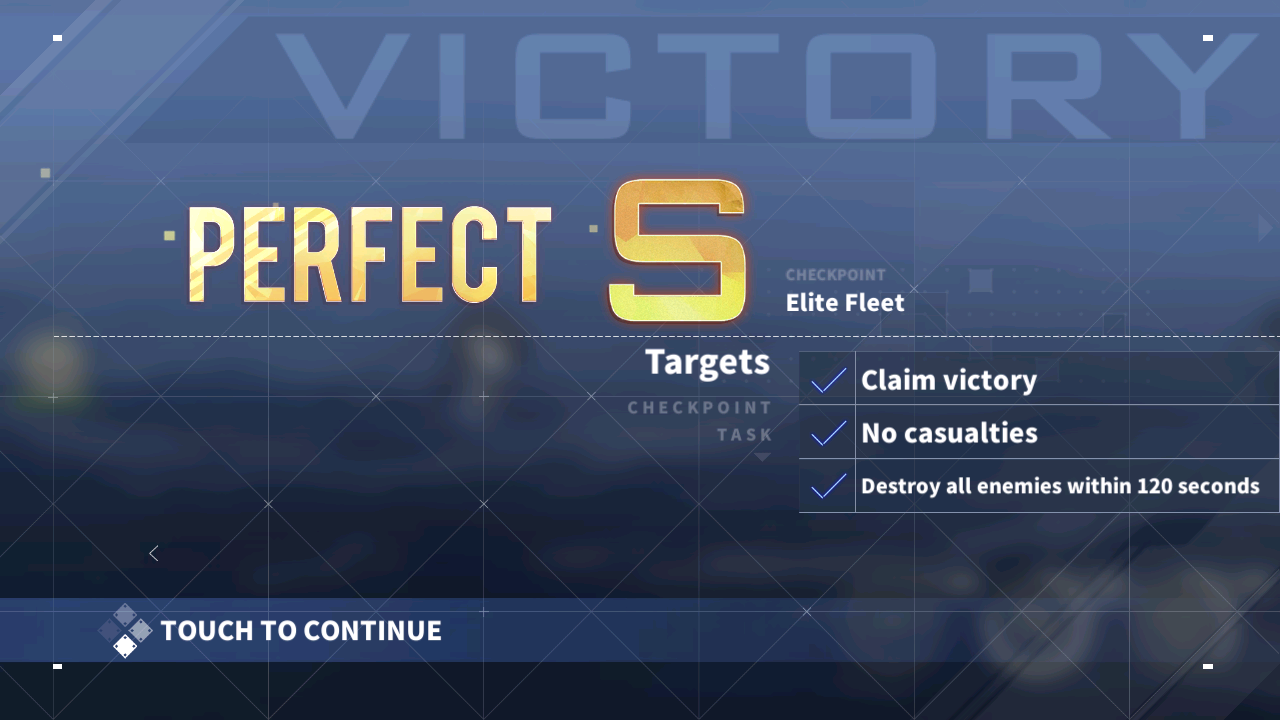 VICTORY
PERFECT S
CHECKPOINT
Elite Fleet
Targets
CHECKPOINT
TASK
Claim victory
No casualties
Destroy all enemies within 120 seconds
TOUCH TO CONTINUE